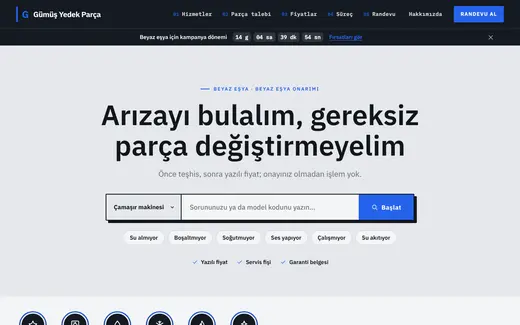 G Gümüş Yedek Parça
01 Hizmetler 02 Parça talebi 03 Fiyatlar 04 Süreç 05 Randevu Hakkımızda RANDEVU AL
Beyaz eşya için kampanya dönemi 14 g 04 sa 39 dk 54 sn Fırsatları gör
BEYAZ EŞYA · BEYAZ EŞYA ONARIMI
Arızayı bulalım, gereksiz
parça değiştirmeyelim
Önce teşhis, sonra yazılı fiyat; onayınız olmadan işlem yok.
Çamaşır makinesi Sorununuzu ya da model kodunu yazın... Başlat
Su almıyor Boşaltmıyor Soğutmuyor Ses yapıyor Çalışmıyor Su akıtıyor
Yazılı fiyat Servis fişi Garanti belgesi